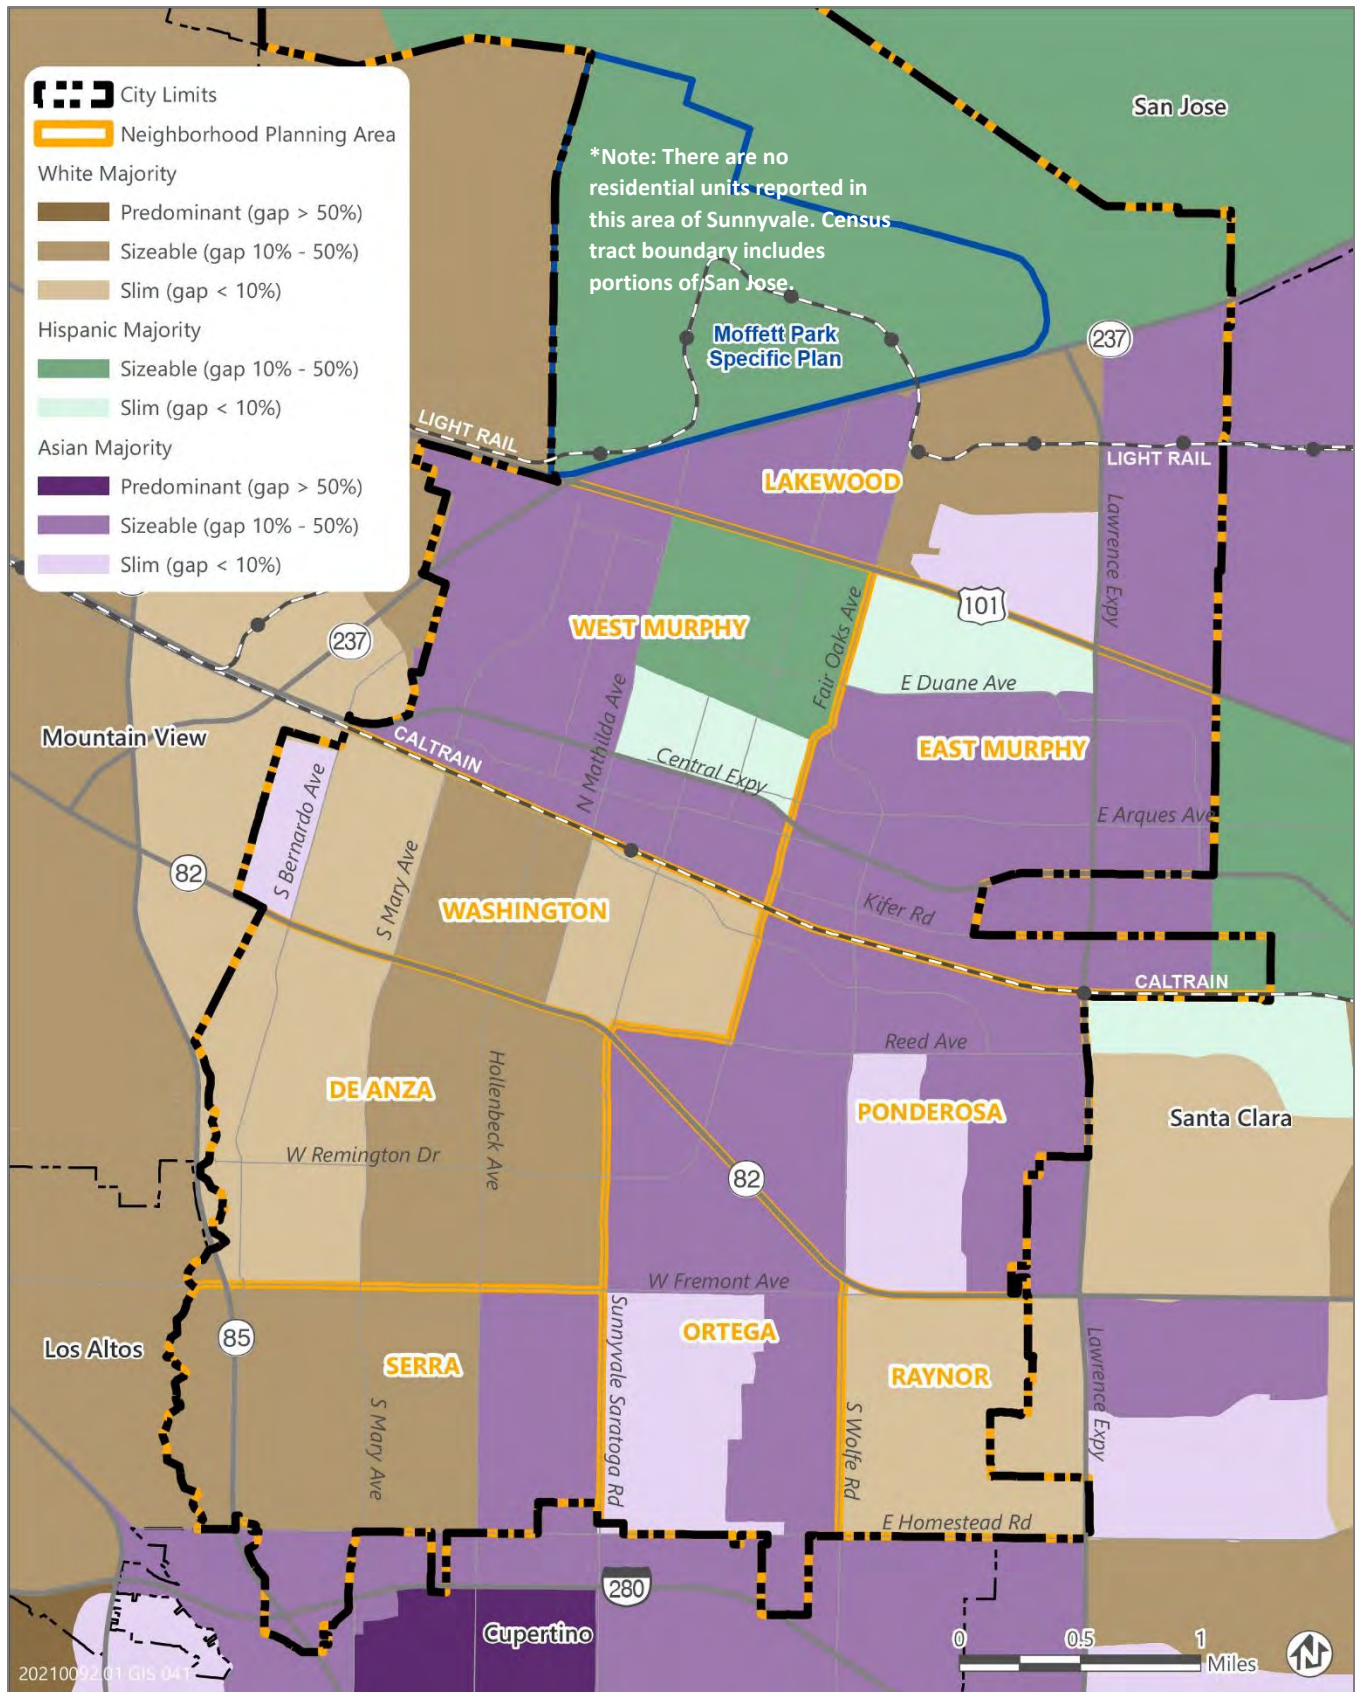 City Limits
Neighborhood Planning Area
White Majority
Predominant (gap > 50%)
Sizeable (gap 10% - 50%)
Slim (gap < 10%)
Hispanic Majority
Sizeable (gap 10% - 50%)
Slim (gap < 10%)
Asian Majority
Predominant (gap > 50%)
Sizeable (gap 10% - 50%)
Slim (gap < 10%)
San Jose
*Note: There are no
residential units reported in
this area of Sunnyvale. Census
tract boundary includes
portions of San Jose.
Moffett Park
Specific Plan
237
LIGHT RAIL
LIGHT RAIL
LAKEWOOD
Lawrence Expy
101
237
WEST MURPHY
Fair Oaks Ave
E Duane Ave
N Mathilda Ave
Mountain View
CALTRAIN
EAST MURPHY
Central Expy
S Bernardo Ave
E Arques Ave
82
S Mary Ave
WASHINGTON
Kifer Rd
CALTRAIN
Reed Ave
Hollenbeck Ave
DE ANZA
PONDEROSA
Santa Clara
W Remington Dr
82
W Fremont Ave
Los Altos
85
SERRA
Sunnyvale Saratoga Rd
ORTEGA
RAYNOR
Lawrence Expy
S Mary Ave
S Wolfe Rd
E Homestead Rd
280
Cupertino
0 0.5 1
Miles
N
20210092.01 GIS 041